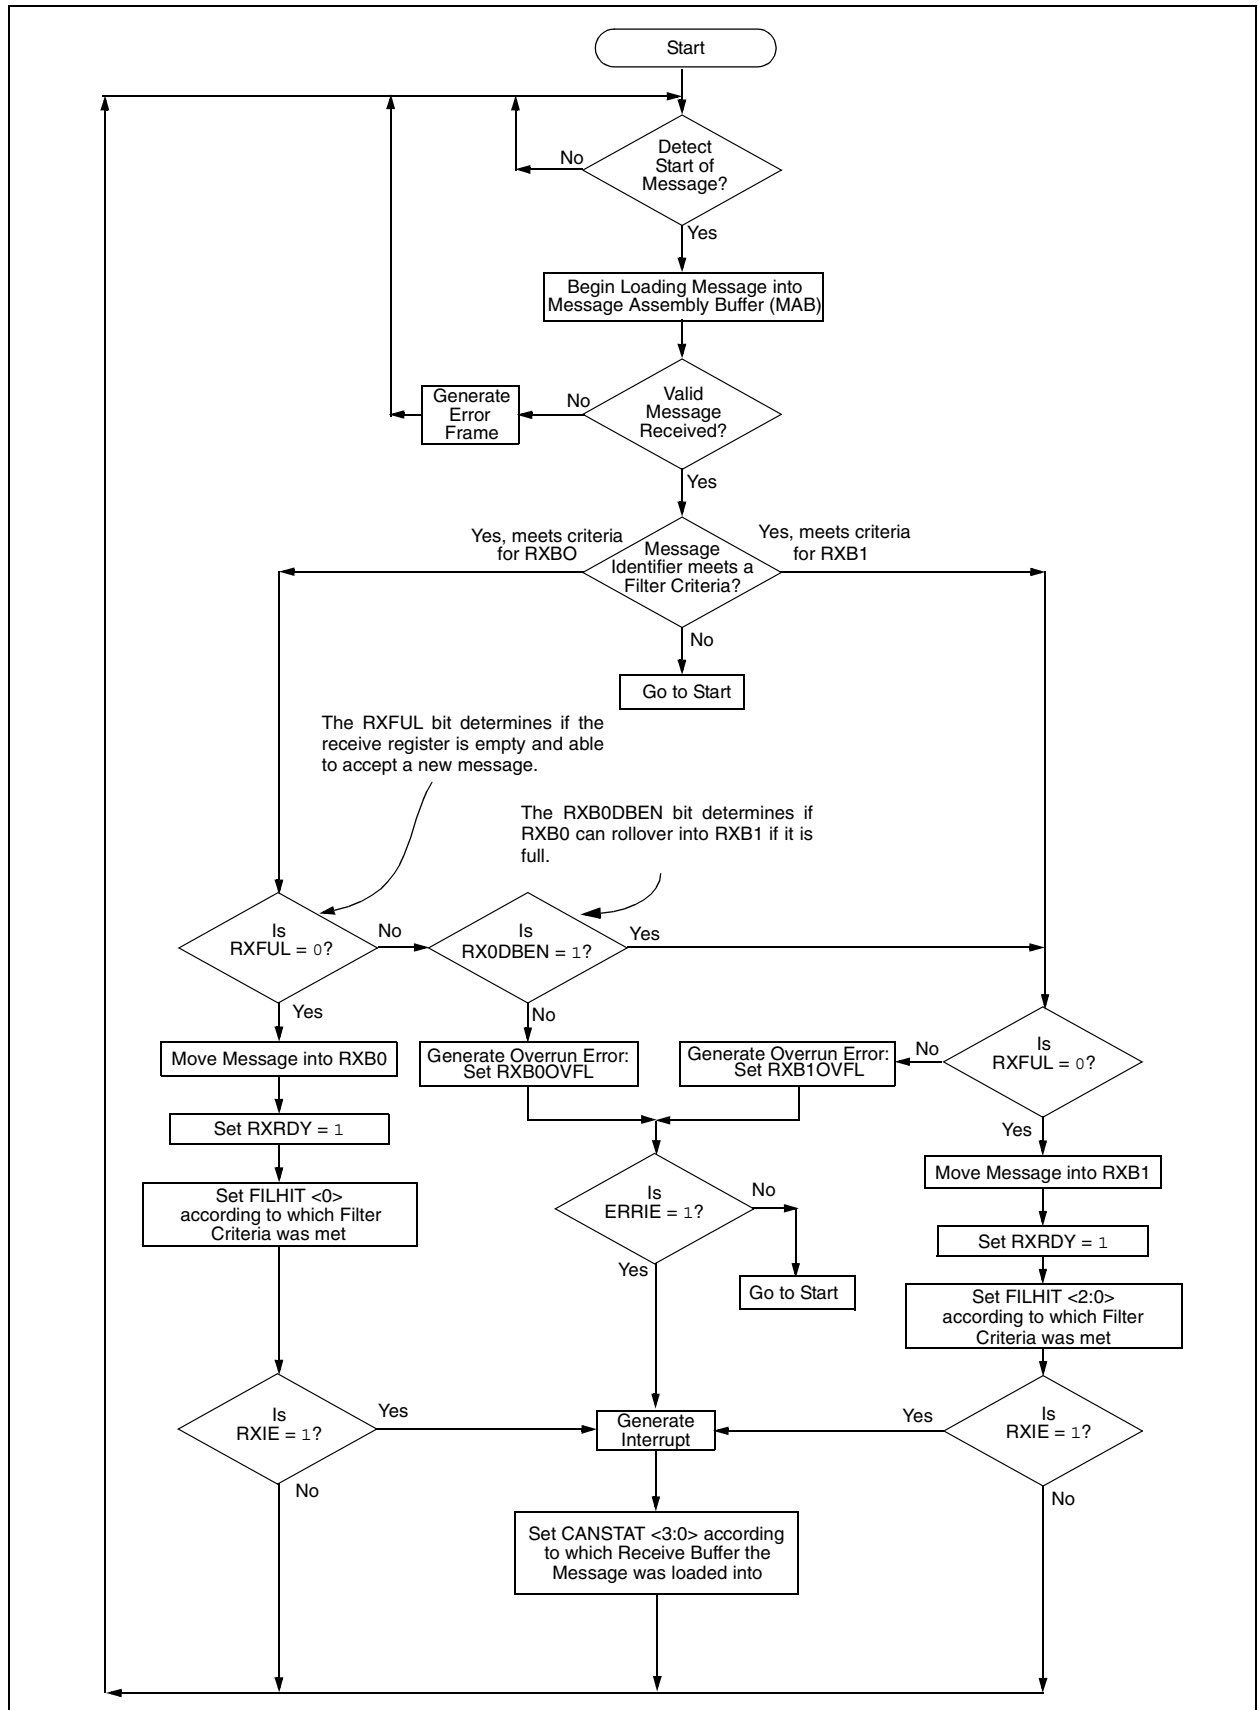 Start
Detect
Start of
Message?
No
Yes
Begin Loading Message into
Message Assembly Buffer (MAB)
Valid
Message
Received?
No
Generate
Error
Frame
Yes
Yes, meets criteria
for RXBO
Message
Identifier meets a
Filter Criteria?
Yes, meets criteria
for RXB1
No
Go to Start
The RXFUL bit determines if the
receive register is empty and able
to accept a new message.
The RXB0DBEN bit determines if
RXB0 can rollover into RXB1 if it is
full.
Is
RXFUL = 0?
No
Is
RX0DBEN = 1?
Yes
Yes
No
Move Message into RXB0
Generate Overrun Error:
Set RXB0OVFL
Generate Overrun Error:
Set RXB1OVFL
No
Is
RXFUL = 0?
Set RXRDY = 1
Yes
Move Message into RXB1
Set FILHIT <0>
according to which Filter
Criteria was met
Is
ERRIE = 1?
No
Set RXRDY = 1
Yes
Go to Start
Set FILHIT <2:0>
according to which Filter
Criteria was met
Is
RXIE = 1?
Yes
Generate
Interrupt
Yes
Is
RXIE = 1?
No
No
Set CANSTAT <3:0> according
to which Receive Buffer the
Message was loaded into